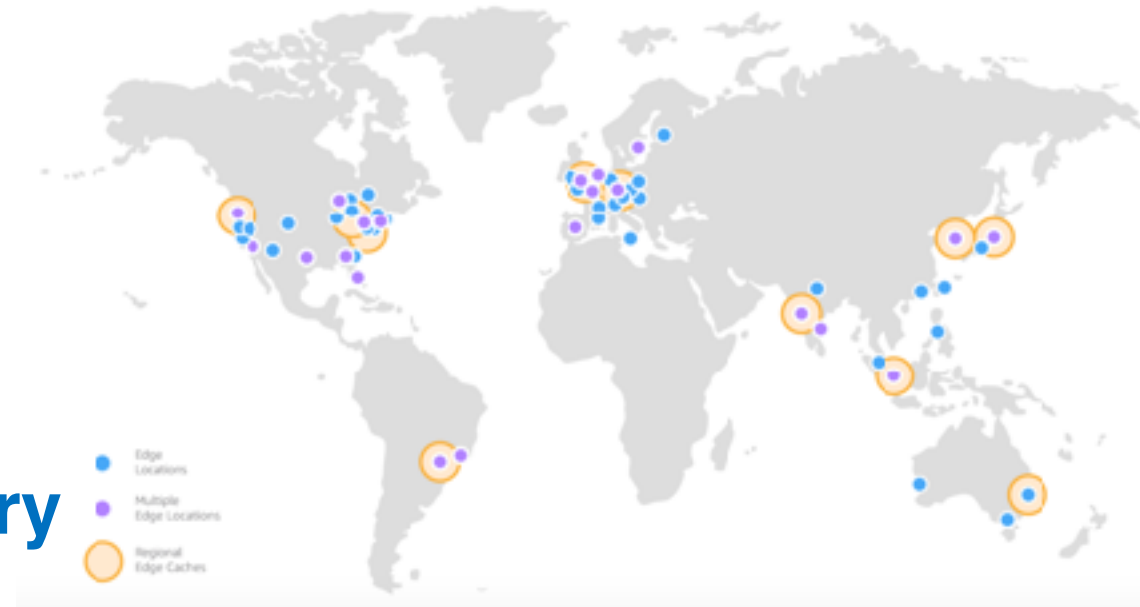 Edge
Locations
ry
Multiple
Edge Locations
Regional
Edge Caches